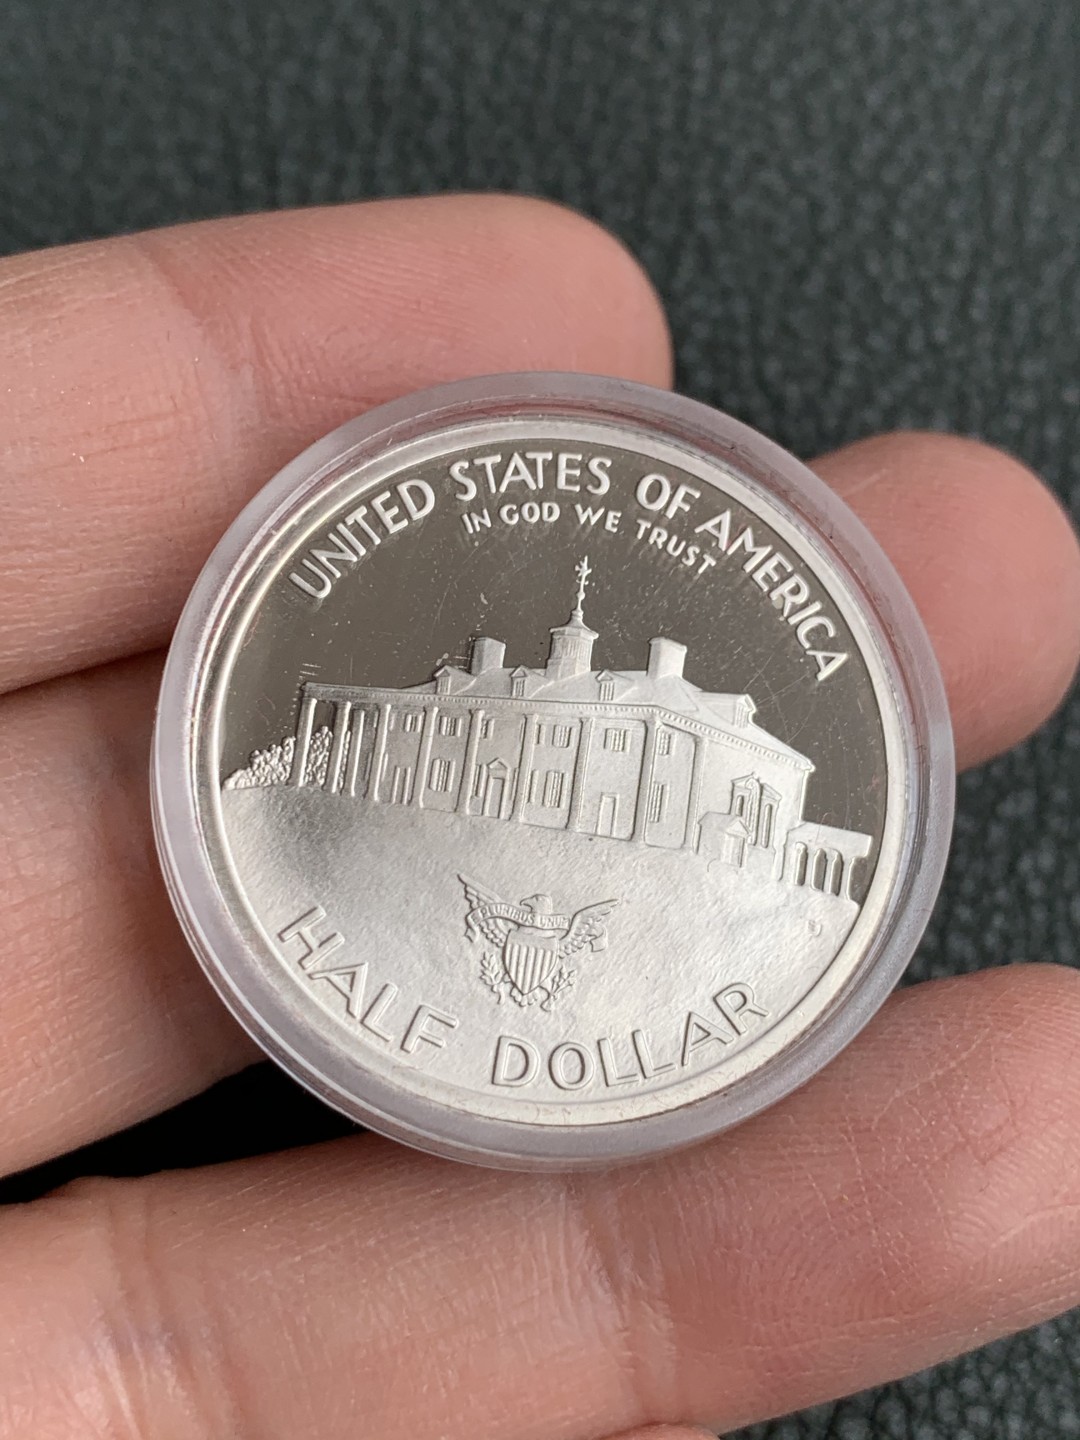 UNITED STATES OF AMERICA
IN GOD WE TRUST
PLURIBUS UNUM
HALF DOLLAR